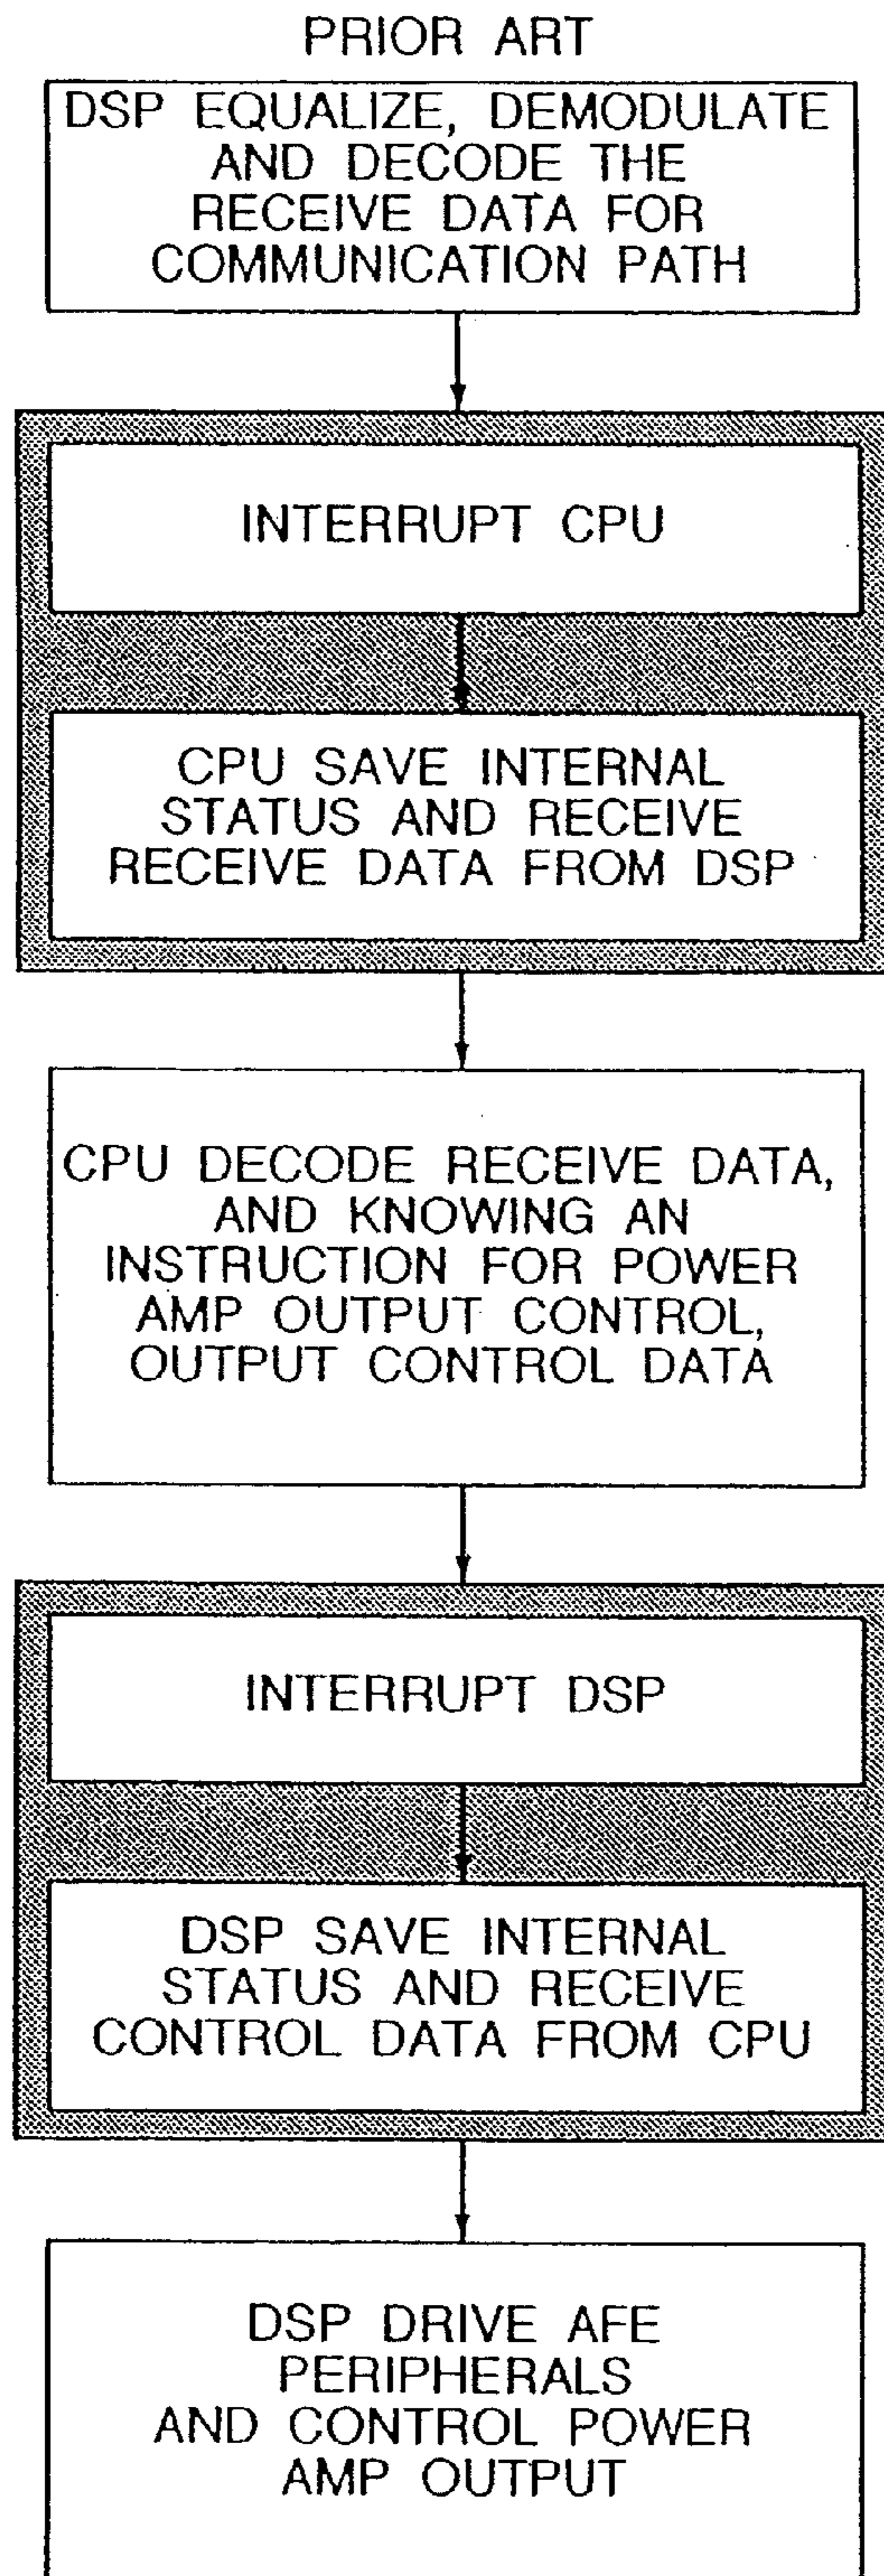 PRIOR ART
DSP EQUALIZE, DEMODULATE
AND DECODE THE
RECEIVE DATA FOR
COMMUNICATION PATH
INTERRUPT CPU
CPU SAVE INTERNAL
STATUS AND RECEIVE
RECEIVE DATA FROM DSP
CPU DECODE RECEIVE DATA,
AND KNOWING AN
INSTRUCTION FOR POWER
AMP OUTPUT CONTROL,
OUTPUT CONTROL DATA
INTERRUPT DSP
DSP SAVE INTERNAL
STATUS AND RECEIVE
CONTROL DATA FROM CPU
DSP DRIVE AFE
PERIPHERALS
AND CONTROL POWER
AMP OUTPUT